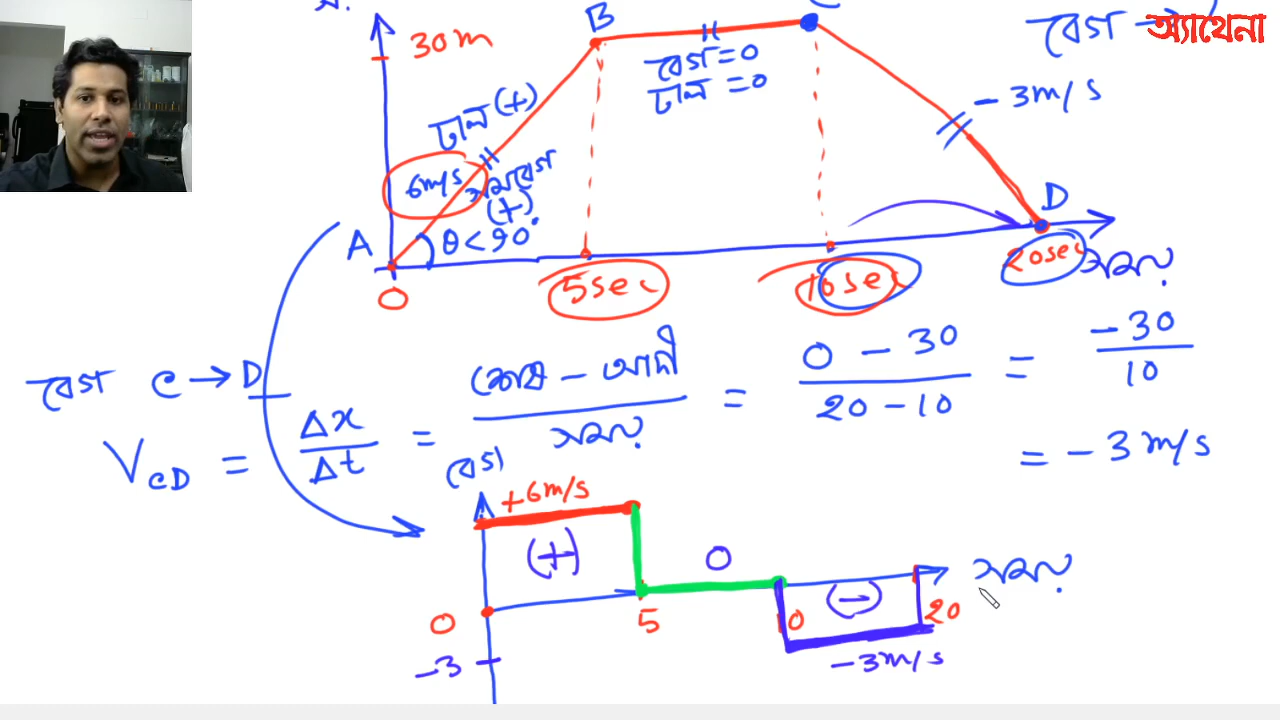 অ্যাথেনা
বেগ →
B
30m
বেগ = 0
ঢাল = 0
- 3m/s
ঢাল (+)
6m/s
সমবেগ
(+)
θ < 90°
A
D
0
5sec
10sec
20sec
সময়
বেগ C → D
V_CD = Δx/Δt = শেষ - আদি/সময় = 0 - 30/20 - 10 = -30/10
= - 3 m/s
বেগ
+6m/s
(+)
0
(-)
সময়
0
5
10
20
-3
-3m/s